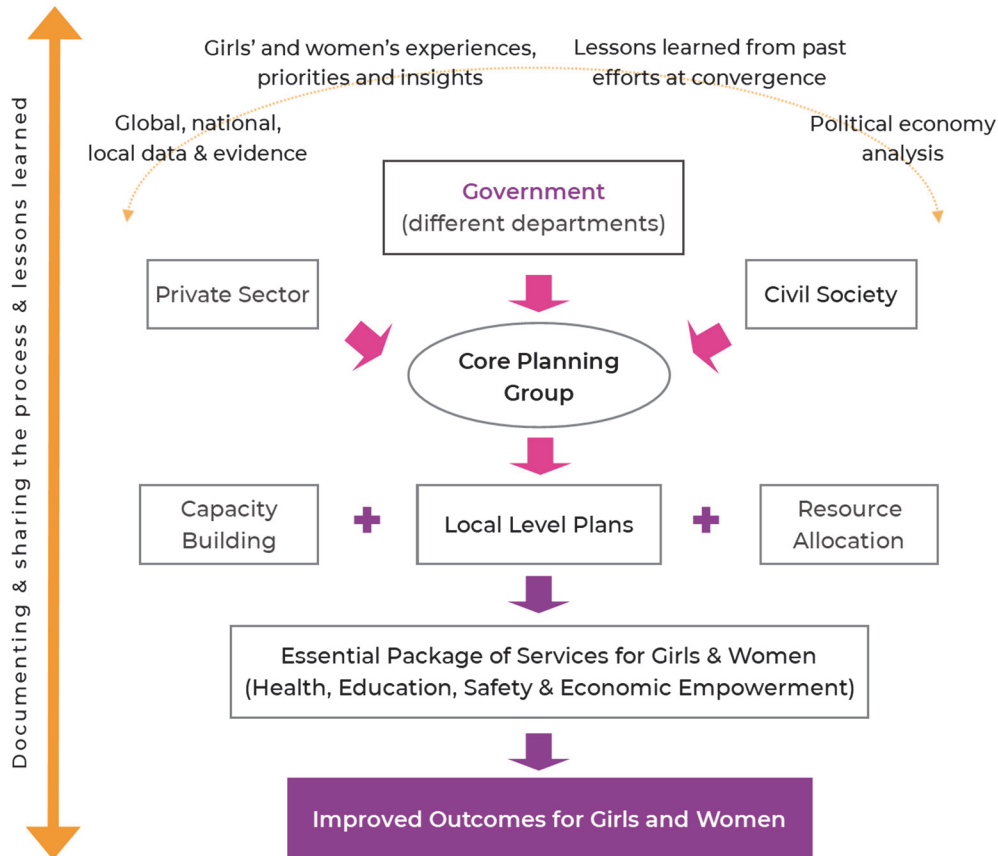 Documenting & sharing the process & lessons learned
Girls’ and women’s experiences,
priorities and insights
Lessons learned from past
efforts at convergence
Global, national,
local data & evidence
Political economy
analysis
Government
(different departments)
Private Sector
Civil Society
Core Planning
Group
Capacity
Building
+
Local Level Plans
+
Resource
Allocation
Essential Package of Services for Girls & Women
(Health, Education, Safety & Economic Empowerment)
Improved Outcomes for Girls and Women